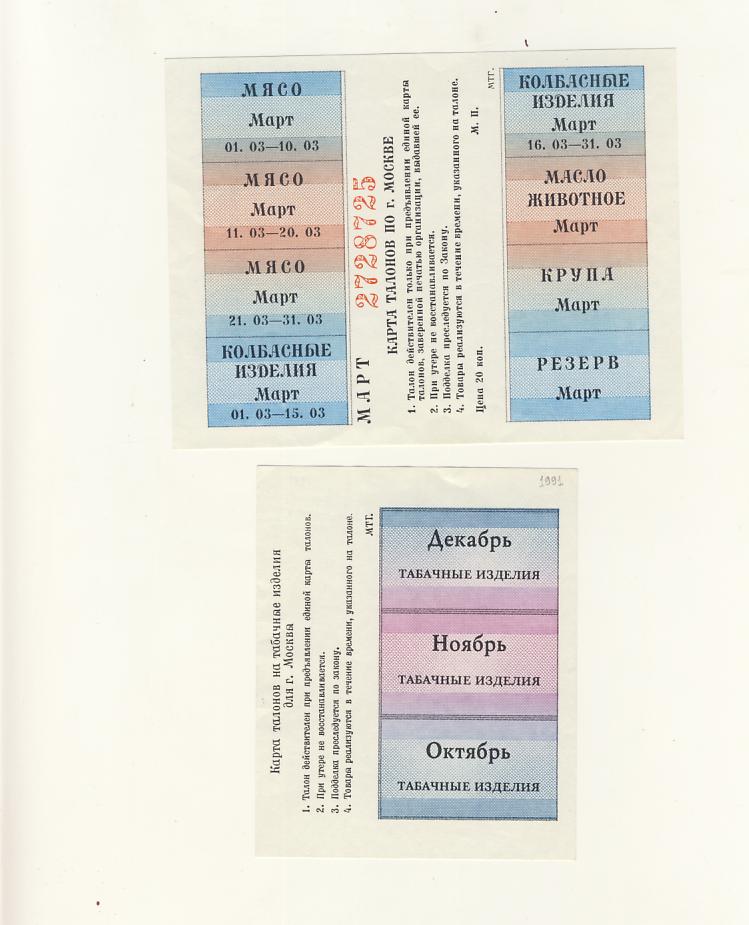 МЯСО
Март
01. 03—10. 03
МЯСО
Март
11. 03—20. 03
МЯСО
Март
21. 03—31. 03
КОЛБАСНЫЕ
ИЗДЕЛИЯ
Март
01. 03—15. 03
МАРТ 2728725
КАРТА ТАЛОНОВ ПО г. МОСКВЕ
1. Талон действителен только при предъявлении единой карты
талонов, заверенной печатью организации, выдавшей ее.
2. При утере не восстанавливается.
3. Подделка преследуется по Закону.
4. Товары реализуются в течение времени, указанного на талоне.
Цена 20 коп. М. П.
МТГ.
КОЛБАСНЫЕ
ИЗДЕЛИЯ
Март
16. 03—31. 03
МАСЛО
ЖИВОТНОЕ
Март
КРУПА
Март
РЕЗЕРВ
Март
1991
Карта талонов на табачные изделия
для г. Москвы
1. Талон действителен при предъявлении единой карты талонов.
2. При утере не восстанавливается.
3. Подделка преследуется по закону.
4. Товары реализуются в течение времени, указанного на талоне.
МТГ.
Декабрь
ТАБАЧНЫЕ ИЗДЕЛИЯ
Ноябрь
ТАБАЧНЫЕ ИЗДЕЛИЯ
Октябрь
ТАБАЧНЫЕ ИЗДЕЛИЯ